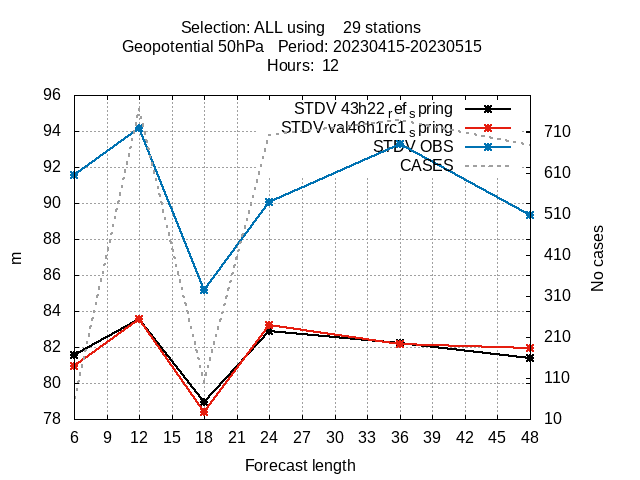 Selection: ALL using 29 stations
Geopotential 50hPa Period: 20230415-20230515
Hours: 12
STDV 43h22_ref_spring
STDV val46h1rc1_spring
STDV OBS
CASES
96
94
92
90
88
86
84
82
80
78
710
610
510
410
310
210
110
10
m
No cases
6 9 12 15 18 21 24 27 30 33 36 39 42 45 48
Forecast length